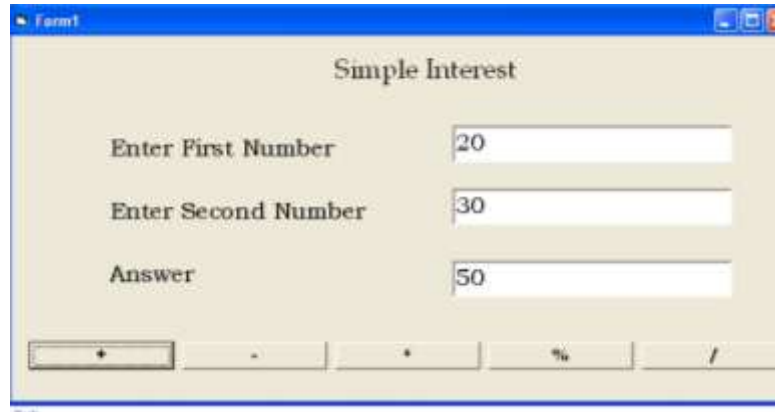 Form1
Simple Interest
Enter First Number 20
Enter Second Number 30
Answer 50
+ - * % /